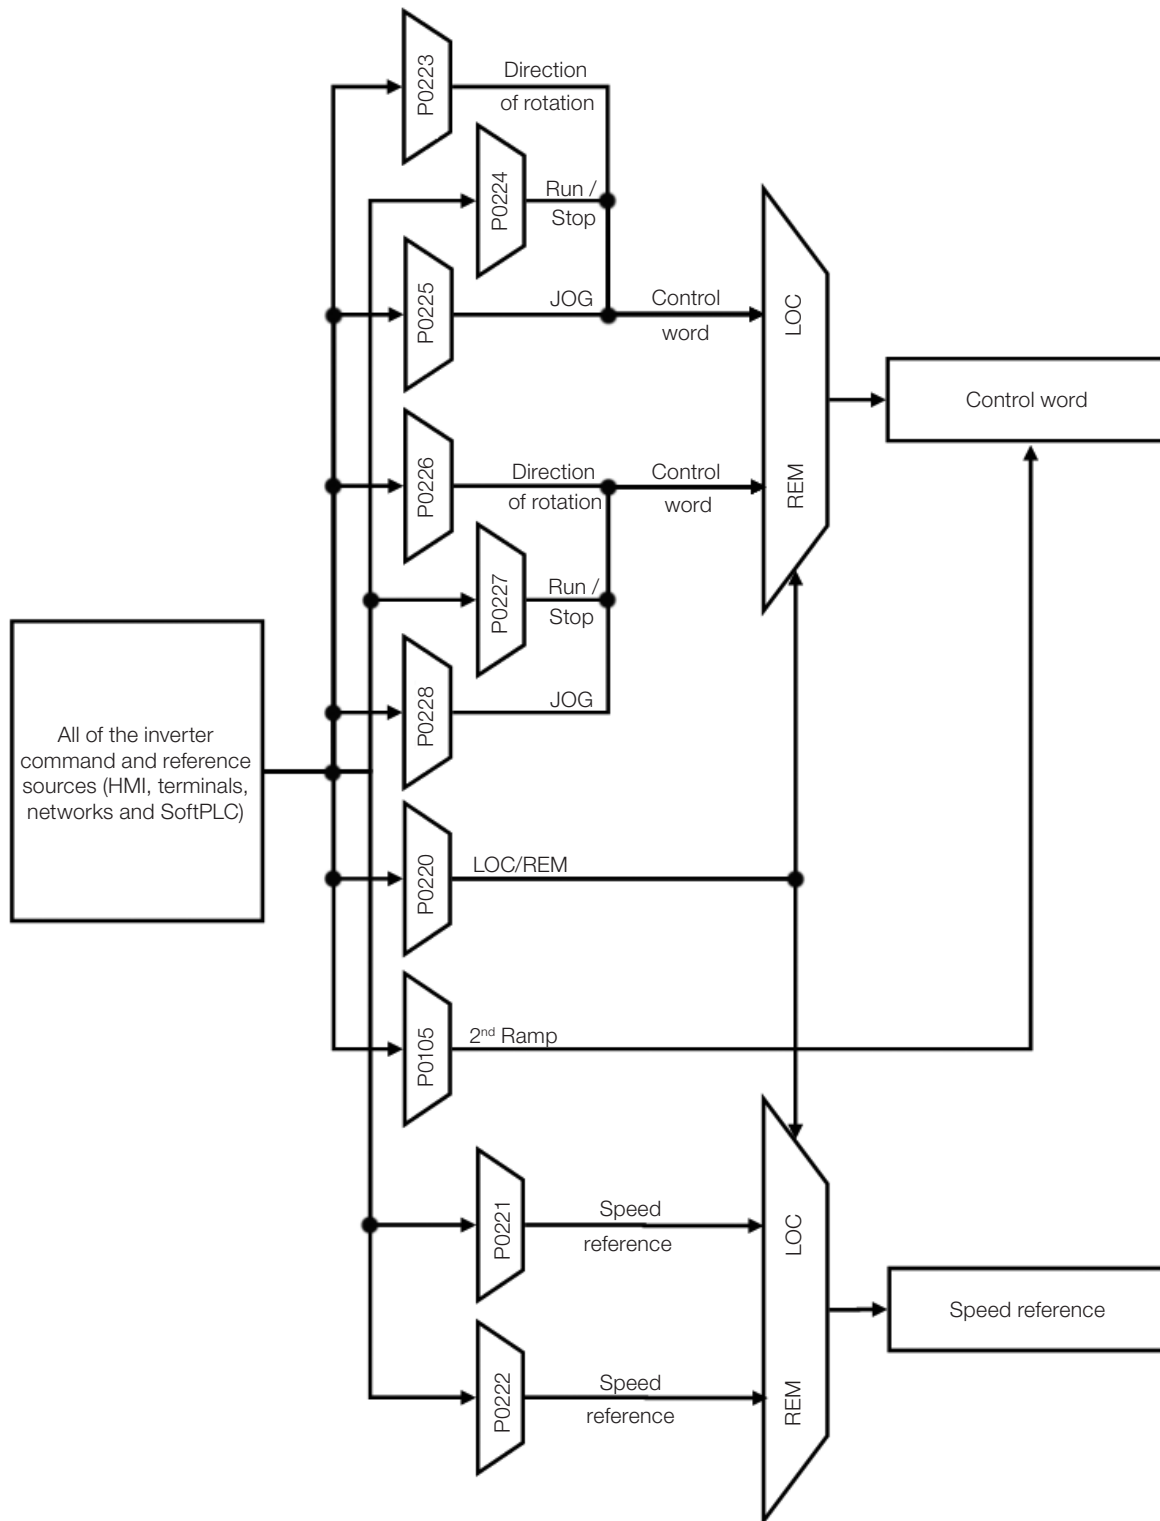 P0223
Direction
of rotation
P0224
Run /
Stop
P0225
JOG
Control
word
LOC
Control word
P0226
Direction
of rotation
Control
word
REM
P0227
Run /
Stop
P0228
JOG
All of the inverter
command and reference
sources (HMI, terminals,
networks and SoftPLC)
P0220
LOC/REM
P0105
2nd Ramp
P0221
Speed
reference
LOC
Speed reference
P0222
Speed
reference
REM